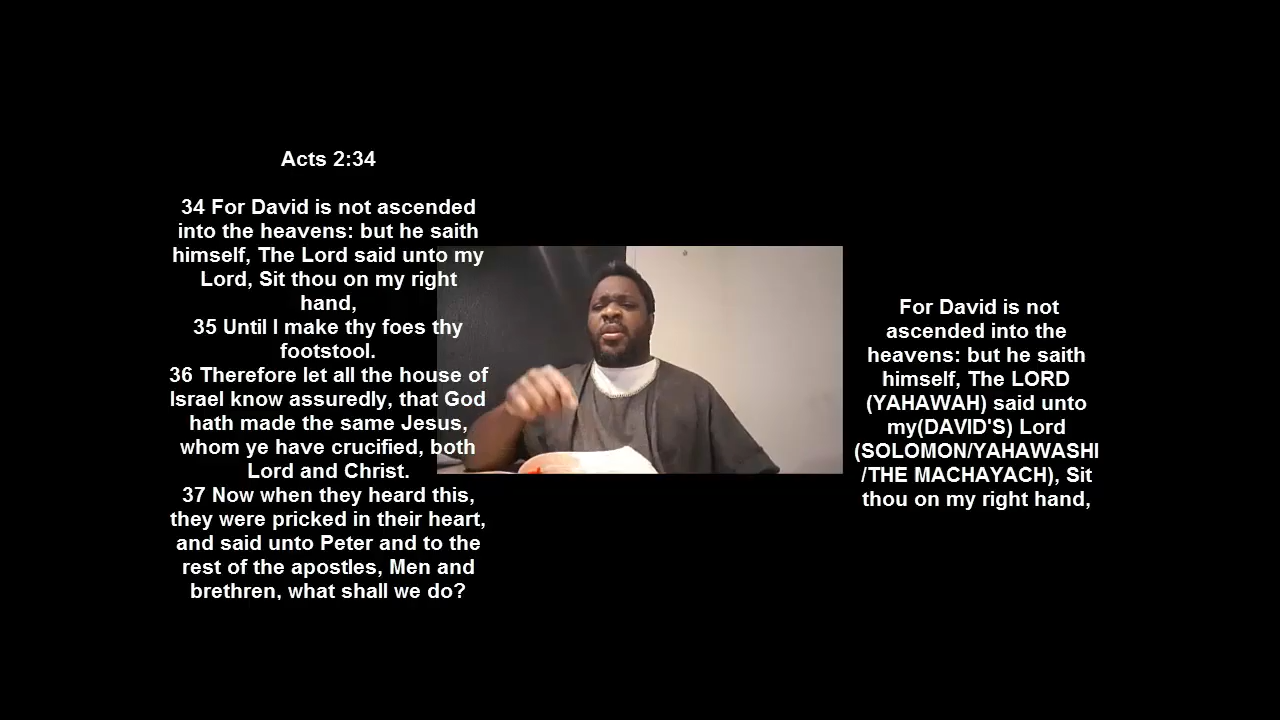 Acts 2:34
34 For David is not ascended
into the heavens: but he saith
himself, The Lord said unto my
Lord, Sit thou on my right
hand,
35 Until I make thy foes thy
footstool.
36 Therefore let all the house of
Israel know assuredly, that God
hath made the same Jesus,
whom ye have crucified, both
Lord and Christ.
37 Now when they heard this,
they were pricked in their heart,
and said unto Peter and to the
rest of the apostles, Men and
brethren, what shall we do?
For David is not
ascended into the
heavens: but he saith
himself, The LORD
(YAHAWAH) said unto
my(DAVID'S) Lord
(SOLOMON/YAHAWASHI
/THE MACHAYACH), Sit
thou on my right hand,